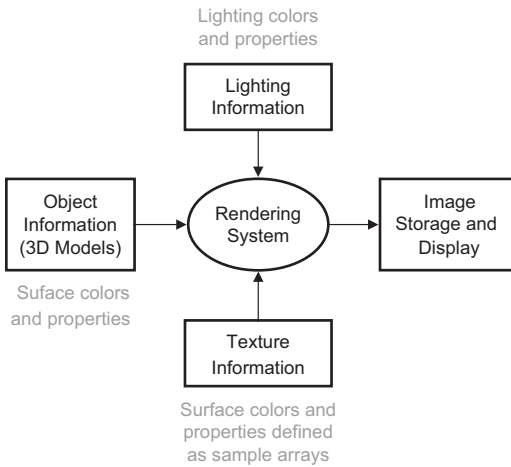 Lighting colors
and properties
Lighting
Information
Object
Information
(3D Models)
Rendering
System
Image
Storage and
Display
Suface colors
and properties
Texture
Information
Surface colors and
properties defined
as sample arrays